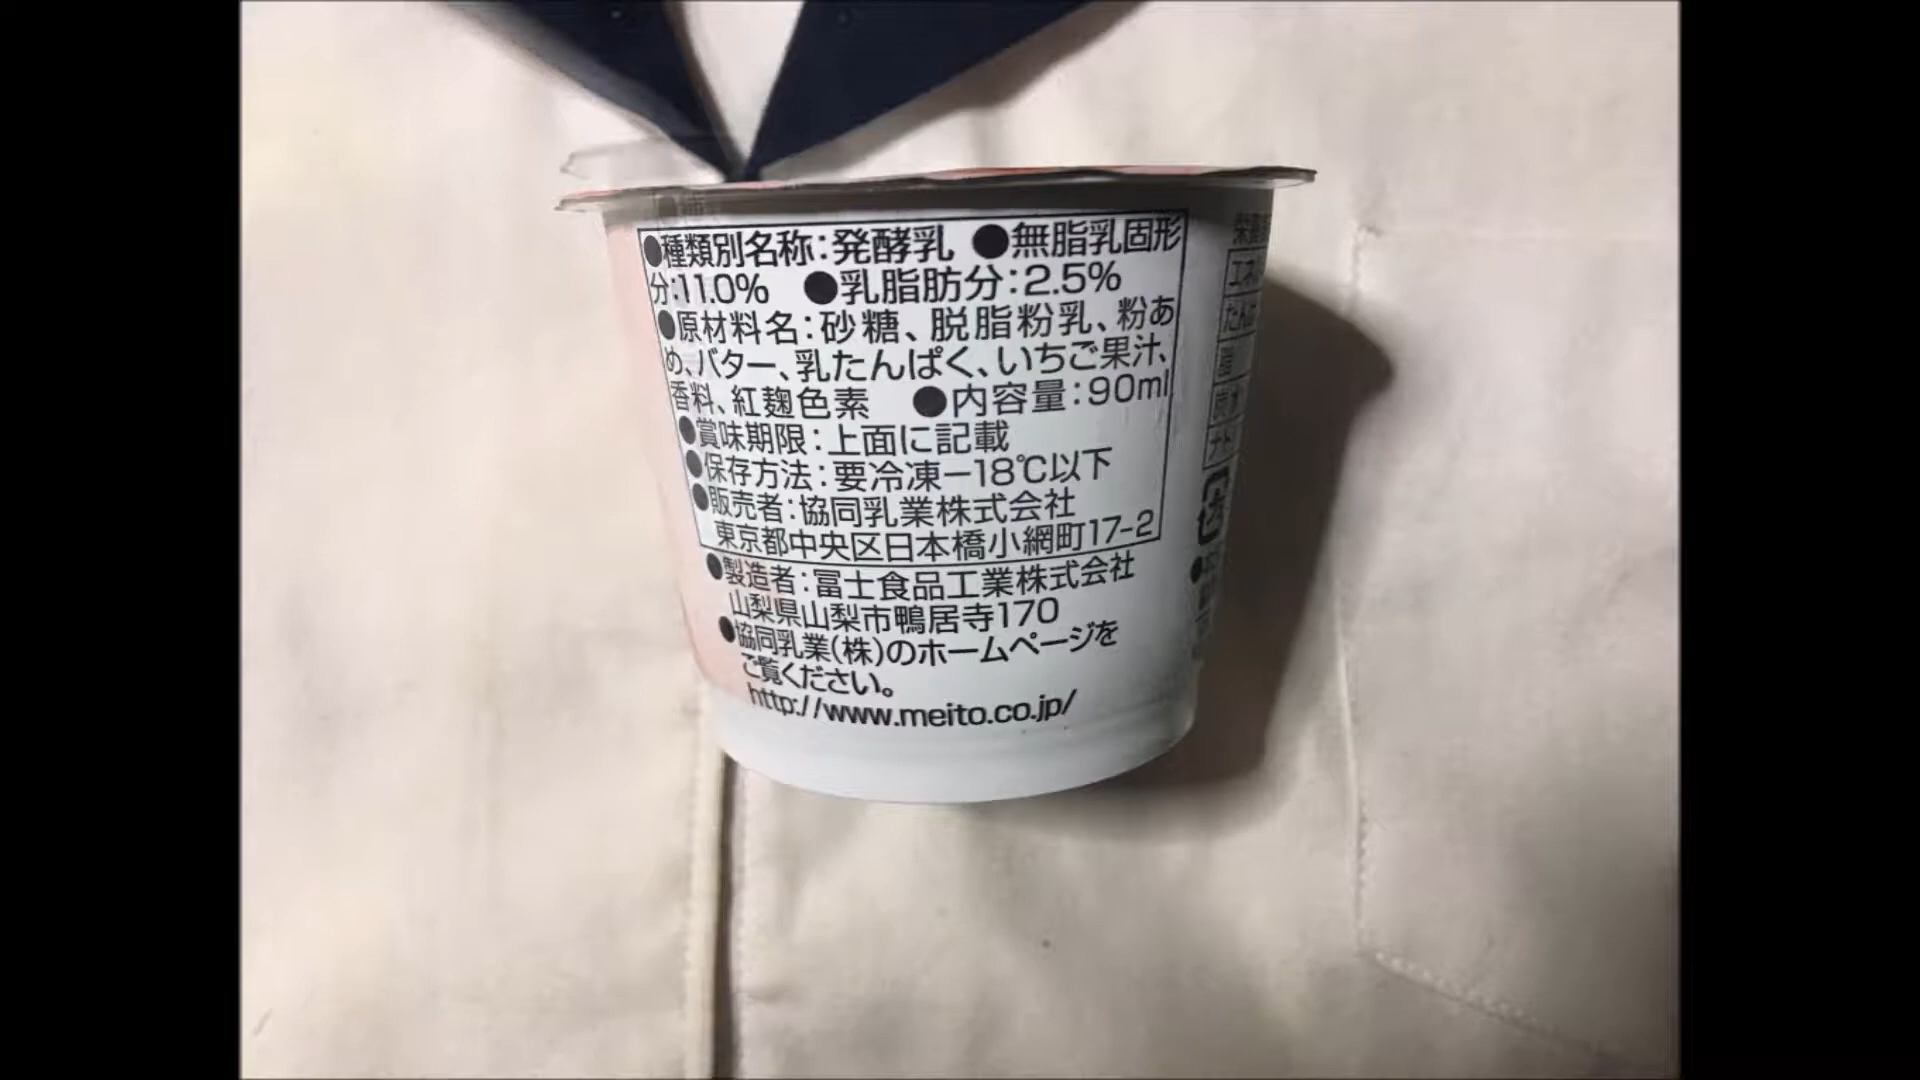 ●種類別名称:発酵乳 ●無脂乳固形
分:11.0% ●乳脂肪分:2.5%
●原材料名:砂糖、脱脂粉乳、粉あ
め、バター、乳たんぱく、いちご果汁、
香料、紅麹色素 ●内容量:90ml
●賞味期限:上面に記載
●保存方法:要冷凍−18℃以下
●販売者:協同乳業株式会社
東京都中央区日本橋小網町17-2
●製造者:冨士食品工業株式会社
山梨県山梨市鴨居寺170
●協同乳業(株)のホームページを
ご覧ください。
http://www.meito.co.jp/
栄養
エネ
たん
ナト